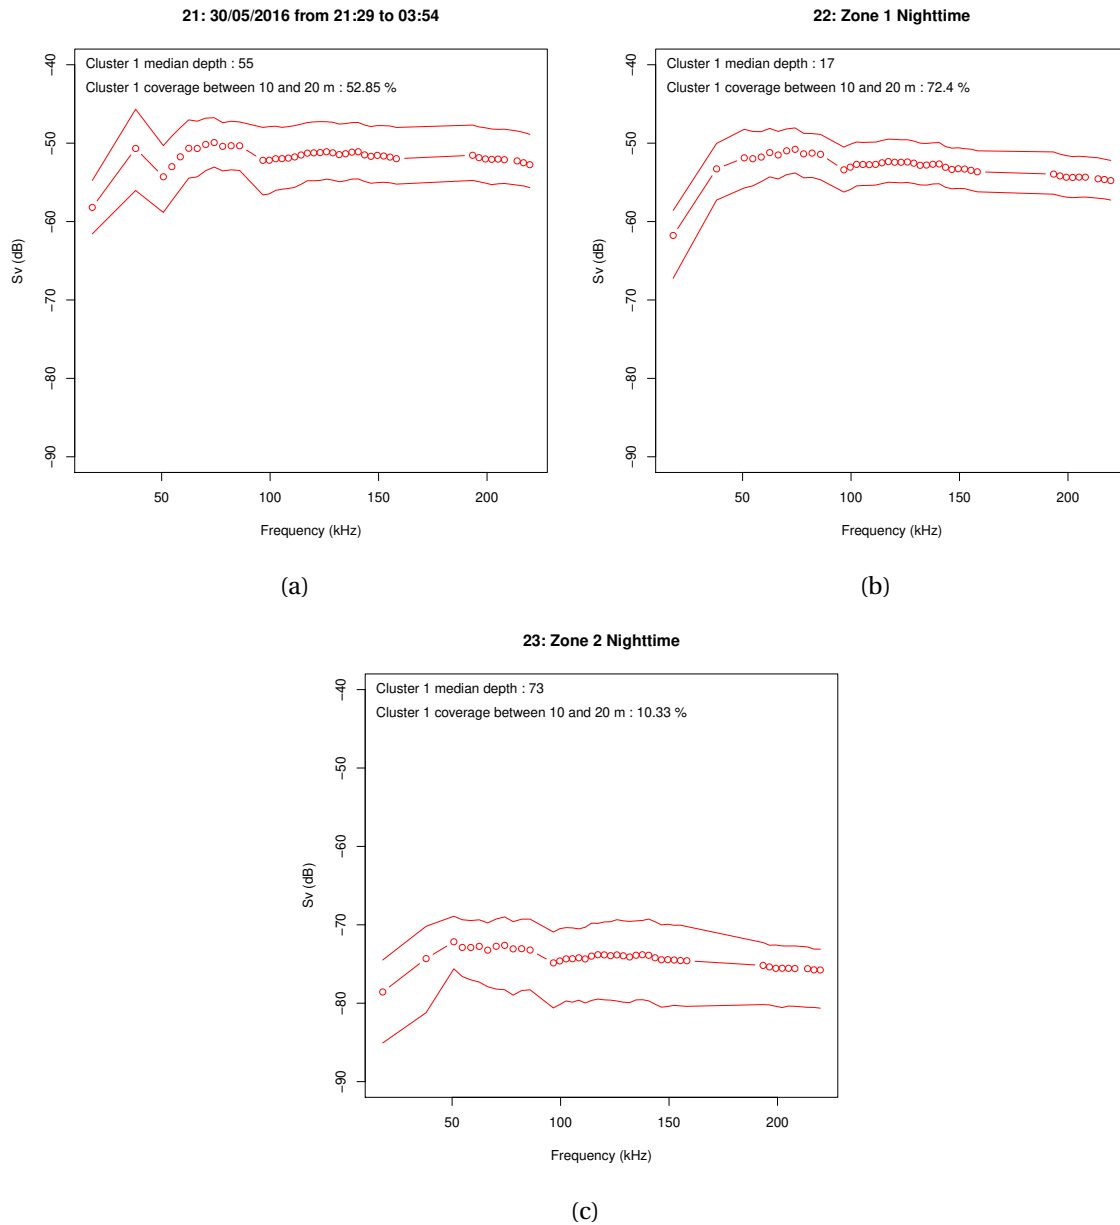 21: 30/05/2016 from 21:29 to 03:54
Cluster 1 median depth : 55
Cluster 1 coverage between 10 and 20 m : 52.85 %
−40
−50
−60
−70
−80
−90
Sv (dB)
50 100 150 200
Frequency (kHz)
(a)
22: Zone 1 Nighttime
Cluster 1 median depth : 17
Cluster 1 coverage between 10 and 20 m : 72.4 %
−40
−50
−60
−70
−80
−90
Sv (dB)
50 100 150 200
Frequency (kHz)
(b)
23: Zone 2 Nighttime
Cluster 1 median depth : 73
Cluster 1 coverage between 10 and 20 m : 10.33 %
−40
−50
−60
−70
−80
−90
Sv (dB)
50 100 150 200
Frequency (kHz)
(c)